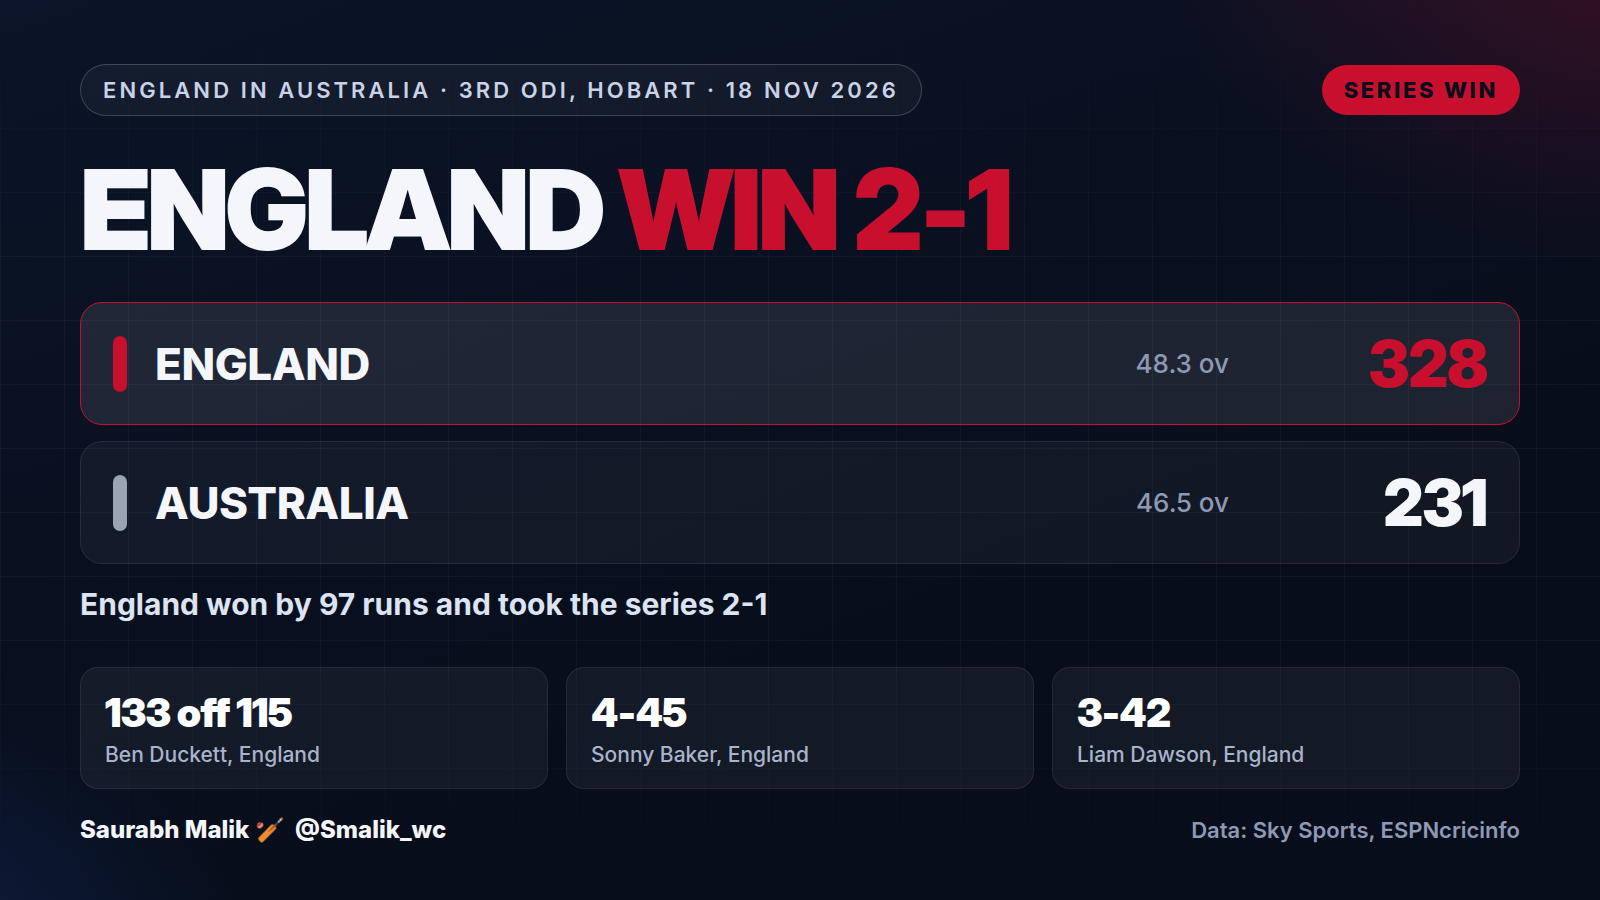 ENGLAND IN AUSTRALIA · 3RD ODI, HOBART · 18 NOV 2026
SERIES WIN
ENGLAND WIN 2-1
ENGLAND 48.3 ov 328
AUSTRALIA 46.5 ov 231
England won by 97 runs and took the series 2-1
133 off 115
Ben Duckett, England
4-45
Sonny Baker, England
3-42
Liam Dawson, England
Saurabh Malik 🏏 @Smalik_wc
Data: Sky Sports, ESPNcricinfo